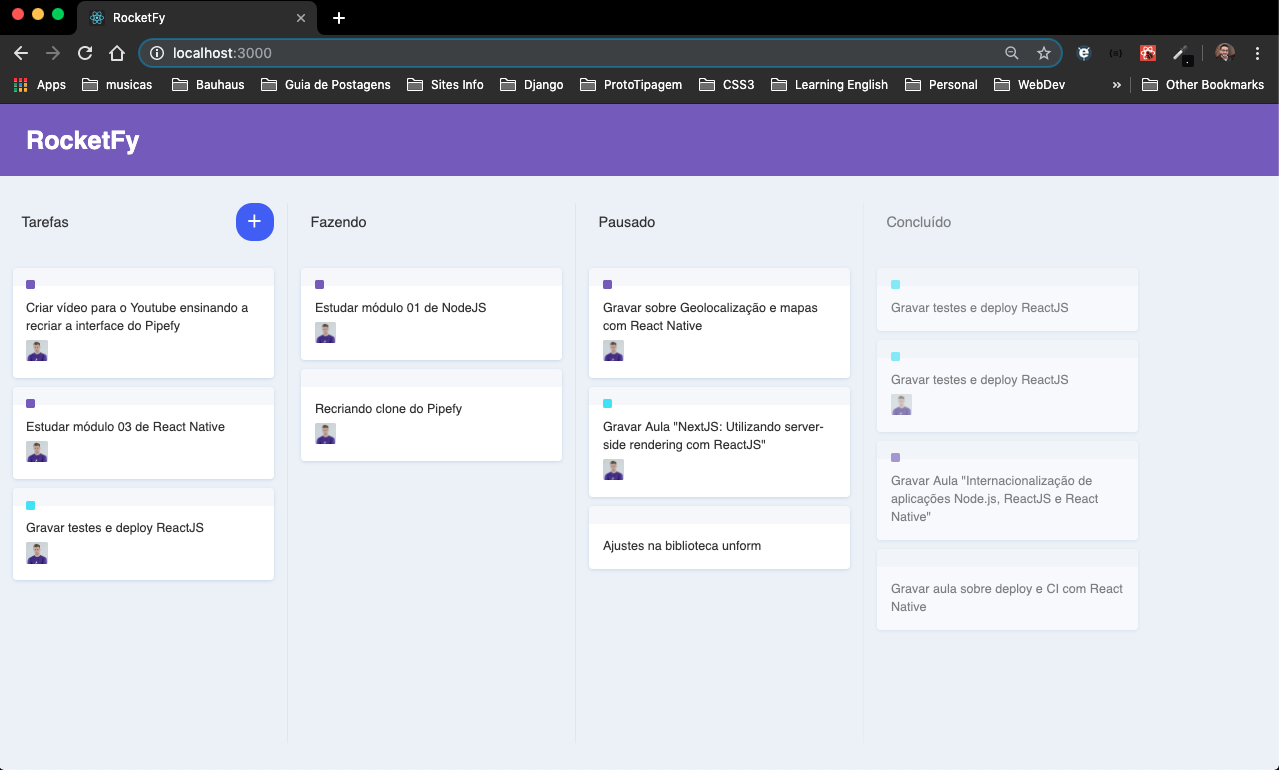 RocketFy
localhost:3000
Apps
musicas
Bauhaus
Guia de Postagens
Sites Info
Django
ProtoTipagem
CSS3
Learning English
Personal
WebDev
»
Other Bookmarks
RocketFy
Tarefas
Criar vídeo para o Youtube ensinando a
recriar a interface do Pipefy
Estudar módulo 03 de React Native
Gravar testes e deploy ReactJS
Fazendo
Estudar módulo 01 de NodeJS
Recriando clone do Pipefy
Pausado
Gravar sobre Geolocalização e mapas
com React Native
Gravar Aula "NextJS: Utilizando server-
side rendering com ReactJS"
Ajustes na biblioteca unform
Concluído
Gravar testes e deploy ReactJS
Gravar testes e deploy ReactJS
Gravar Aula "Internacionalização de
aplicações Node.js, ReactJS e React
Native"
Gravar aula sobre deploy e CI com React
Native